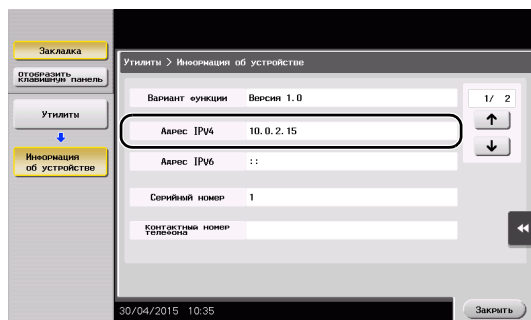 Закладка
Отобразить
клавишную панель
Утилиты
Информация
об устройстве
Утилиты > Информация об устройстве
Вариант функции Версия 1.0
1/ 2
Адрес IPV4 10.0.2.15
Адрес IPV6 ::
Серийный номер 1
Контактный номер
телефона
30/04/2015 10:35
Закрыть